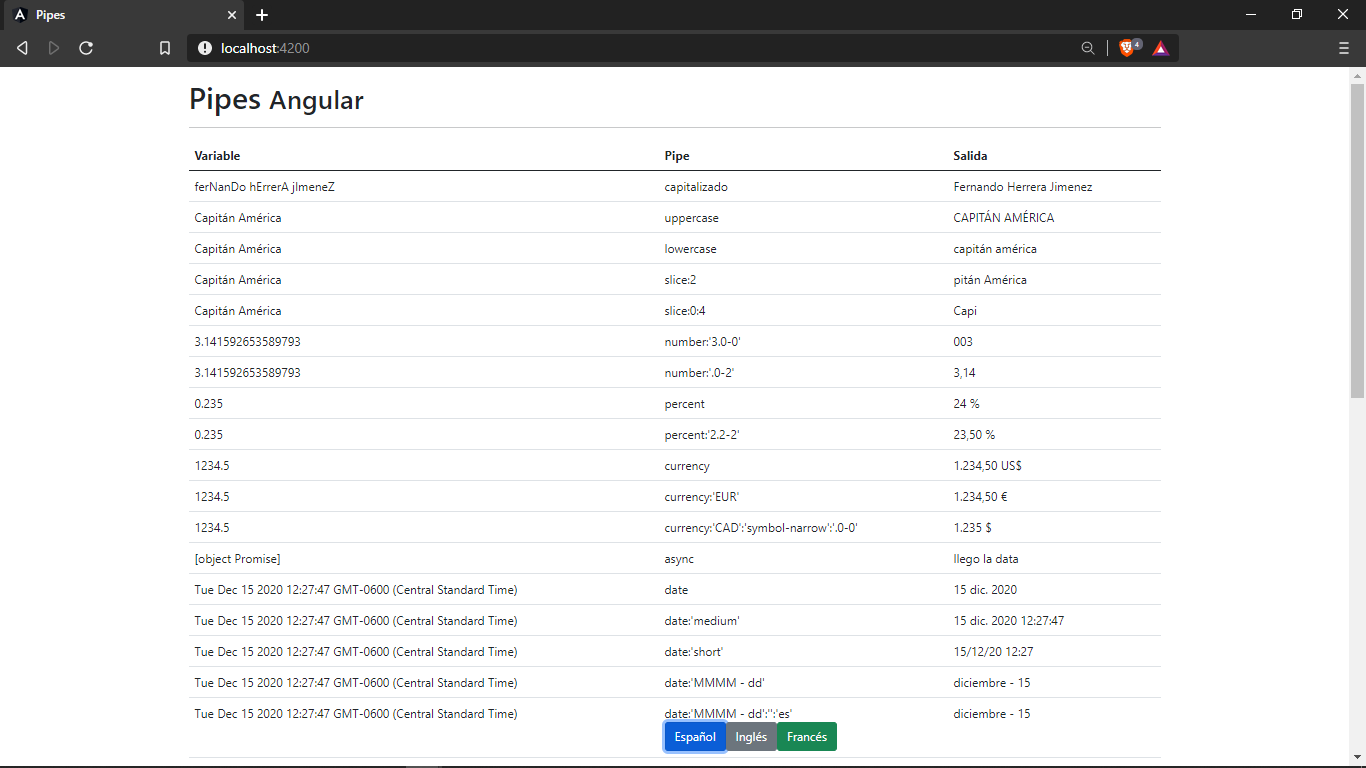 Pipes
localhost:4200
4
Pipes Angular
Variable Pipe Salida
ferNanDo hErrerA jImeneZ capitalizado Fernando Herrera Jimenez
Capitán América uppercase CAPITÁN AMÉRICA
Capitán América lowercase capitán américa
Capitán América slice:2 pitán América
Capitán América slice:0:4 Capi
3.141592653589793 number:'3.0-0' 003
3.141592653589793 number:'.0-2' 3,14
0.235 percent 24 %
0.235 percent:'2.2-2' 23,50 %
1234.5 currency 1.234,50 US$
1234.5 currency:'EUR' 1.234,50 €
1234.5 currency:'CAD':'symbol-narrow':'.0-0' 1.235 $
[object Promise] async llego la data
Tue Dec 15 2020 12:27:47 GMT-0600 (Central Standard Time) date 15 dic. 2020
Tue Dec 15 2020 12:27:47 GMT-0600 (Central Standard Time) date:'medium' 15 dic. 2020 12:27:47
Tue Dec 15 2020 12:27:47 GMT-0600 (Central Standard Time) date:'short' 15/12/20 12:27
Tue Dec 15 2020 12:27:47 GMT-0600 (Central Standard Time) date:'MMMM - dd' diciembre - 15
Tue Dec 15 2020 12:27:47 GMT-0600 (Central Standard Time) date:'MMMM - dd':'':'es' diciembre - 15
Español Inglés Francés